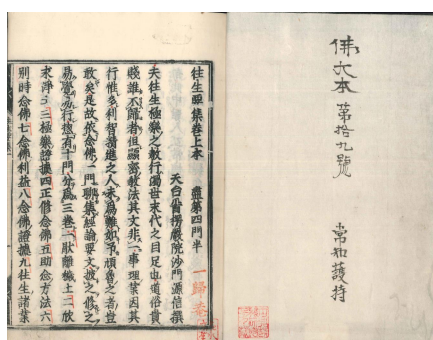 佛大本 第拾九號
常知護持
往生要集卷上本 盡第四門半
天台首楞嚴院沙門源信撰
夫往生極樂之教行濁世末代之目足也道俗貴
賤誰不歸者但顯密教法其文非一事理業因其
行惟多利智精進之人未爲難如予頑魯之者豈
敢矣是故依念佛一門聊集經論要文披之修之
易覺易行惣有十門分爲三卷一厭離穢土二欣
求淨土三極樂證據四正修念佛五助念方法六
別時念佛七念佛利益八念佛證據九往生諸業